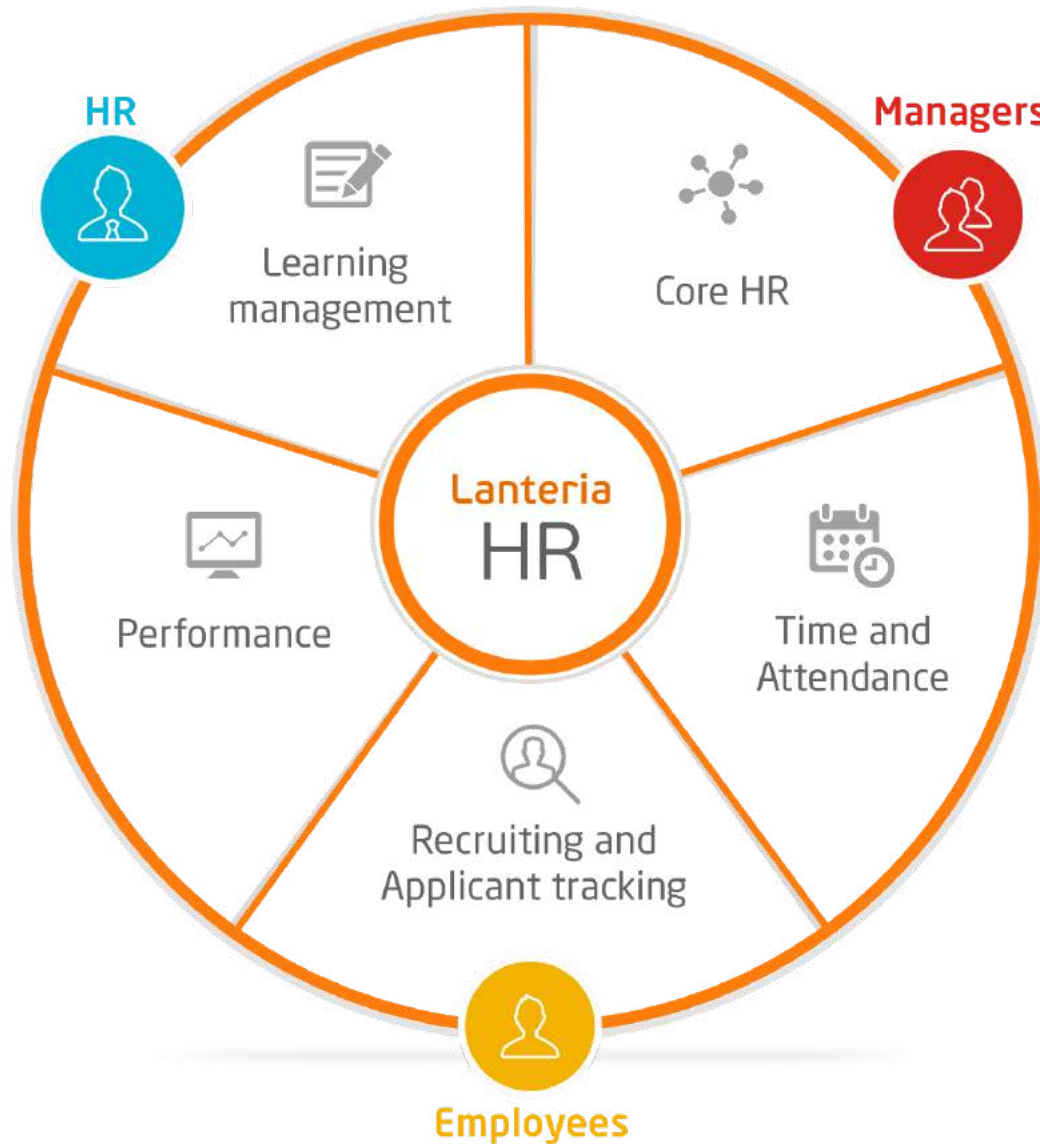 HR
Managers
Learning
management
Core HR
Lanteria
HR
Performance
Time and
Attendance
Recruiting and
Applicant tracking
Employees